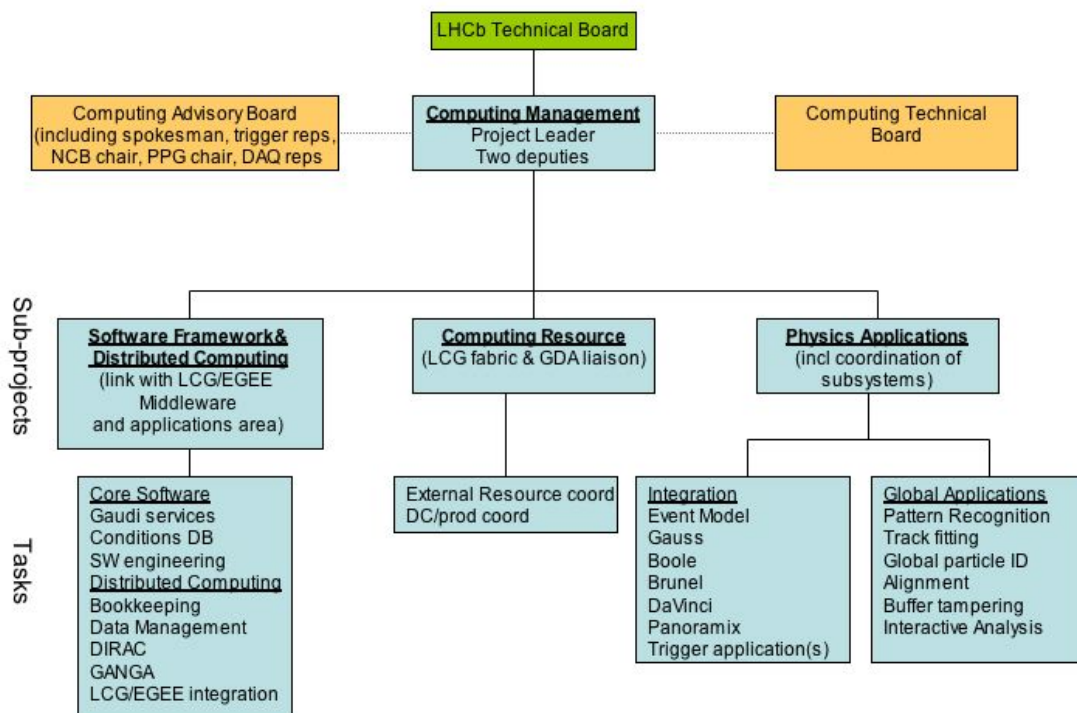 LHCb Technical Board
Computing Advisory Board
(including spokesman, trigger reps,
NCB chair, PPG chair, DAQ reps
Computing Management
Project Leader
Two deputies
Computing Technical
Board
Sub-projects
Software Framework&
Distributed Computing
(link with LCG/EGEE
Middleware
and applications area)
Computing Resource
(LCG fabric & GDA liaison)
Physics Applications
(incl coordination of
subsystems)
Tasks
Core Software
Gaudi services
Conditions DB
SW engineering
Distributed Computing
Bookkeeping
Data Management
DIRAC
GANGA
LCG/EGEE integration
External Resource coord
DC/prod coord
Integration
Event Model
Gauss
Boole
Brunel
DaVinci
Panoramix
Trigger application(s)
Global Applications
Pattern Recognition
Track fitting
Global particle ID
Alignment
Buffer tampering
Interactive Analysis